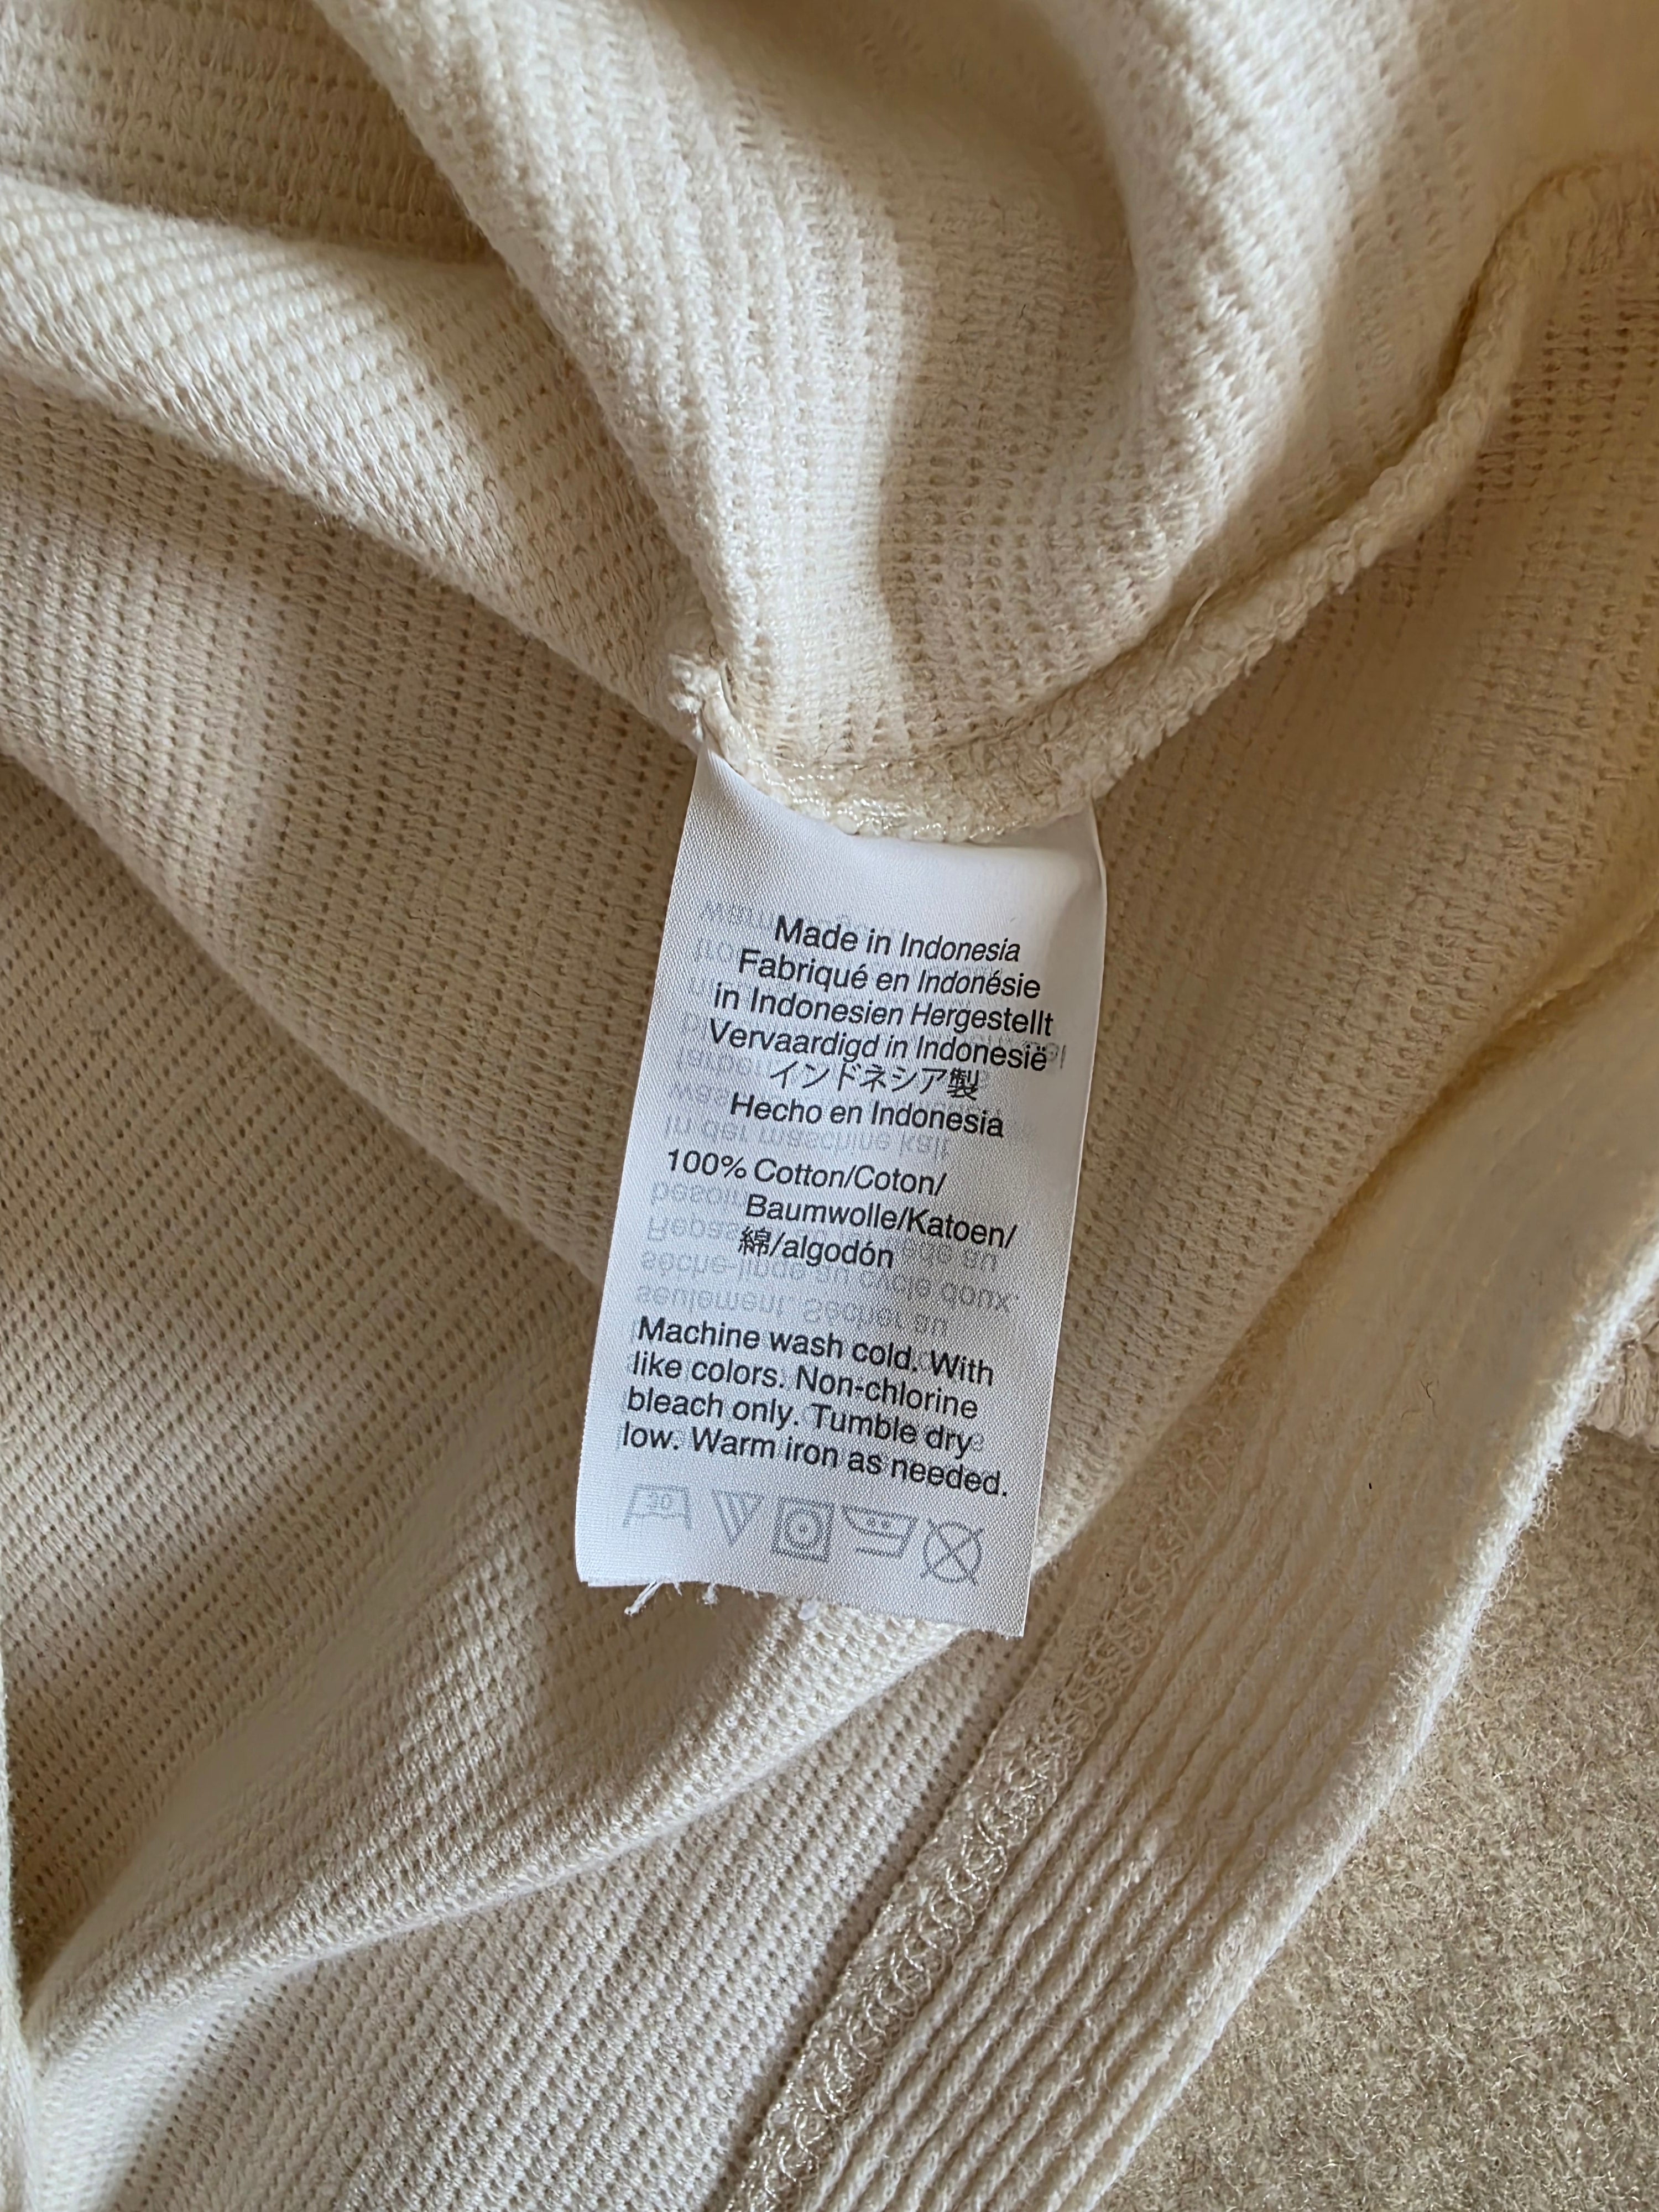 Made in Indonesia
Fabriqué en Indonésie
in Indonesien Hergestellt
Vervaardigd in Indonesië
インドネシア製
Hecho en Indonesia
100% Cotton/Coton/
Baumwolle/Katoen/
綿/algodón
Machine wash cold. With
like colors. Non-chlorine
bleach only. Tumble dry
low. Warm iron as needed.
30